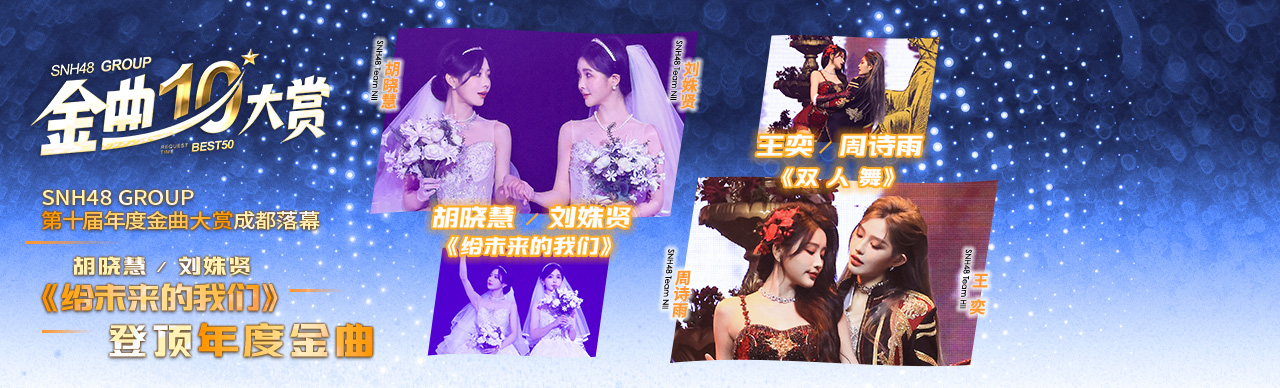 SNH48 GROUP
金曲10大赏
REQUEST
TIME
BEST50
SNH48 GROUP
第十届年度金曲大赏成都落幕
胡晓慧 / 刘姝贤
《给未来的我们》
登顶年度金曲
SNH48 Team NII
胡晓慧
刘姝贤
SNH48 Team NII
胡晓慧 / 刘姝贤
《给未来的我们》
王奕 / 周诗雨
《双人舞》
SNH48 Team NII
周诗雨
SNH48 Team HII
王奕